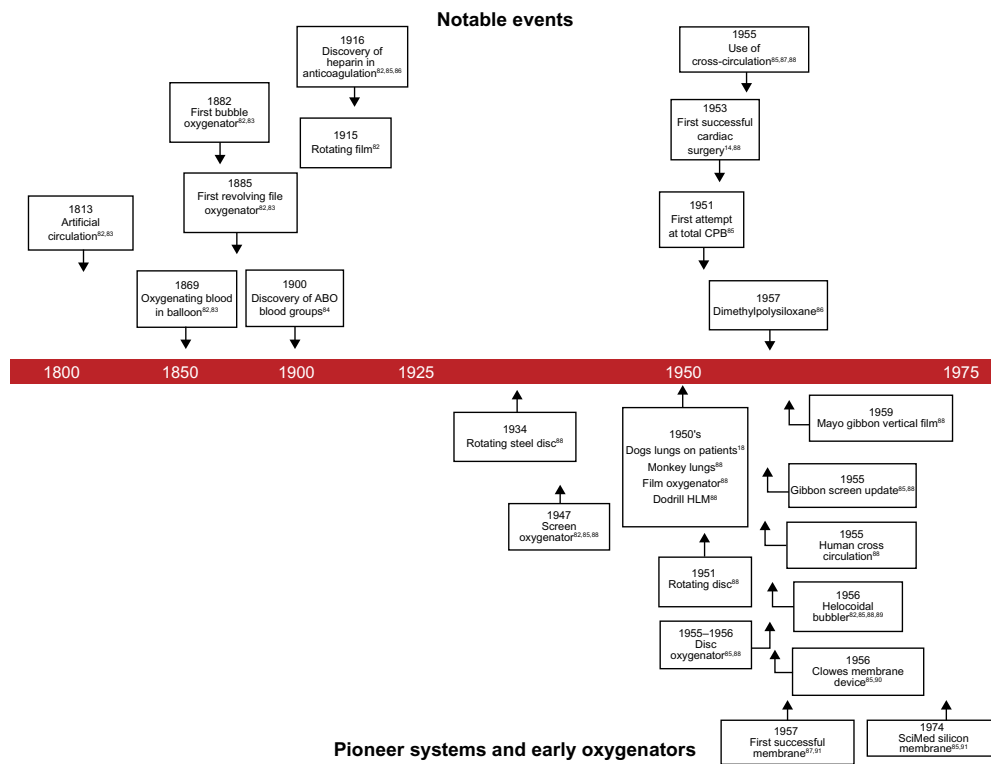 Notable events
1916
Discovery of
heparin in
anticoagulation82,85,86
1955
Use of
cross-circulation85,87,88
1882
First bubble
oxygenator82,83
1953
First successful
cardiac
surgery14,88
1915
Rotating film82
1885
First revolving file
oxygenator82,83
1813
Artificial
circulation82,83
1951
First attempt
at total CPB85
1869
Oxygenating blood
in balloon82,83
1900
Discovery of ABO
blood groups84
1957
Dimethylpolysiloxane86
1800 1850 1900 1925 1950 1975
1934
Rotating steel disc88
1950's
Dogs lungs on patients18
Monkey lungs88
Film oxygenator88
Dodrill HLM88
1959
Mayo gibbon vertical film88
1955
Gibbon screen update85,88
1947
Screen
oxygenator82,85,88
1955
Human cross
circulation
88
1951
Rotating disc88
1956
Helocoidal
bubbler82,85,88,89
1955–1956
Disc
oxygenator85,88
1956
Clowes membrane
device85,90
1957
First successful
membrane87,91
1974
SciMed silicon
membrane85,91
Pioneer systems and early oxygenators